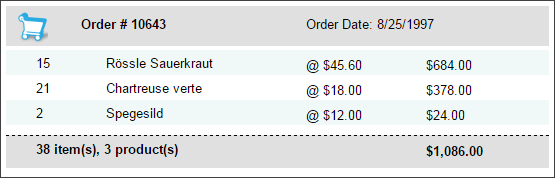 Order # 10643 Order Date: 8/25/1997
15 Rössle Sauerkraut @ $45.60 $684.00
21 Chartreuse verte @ $18.00 $378.00
2 Spegesild @ $12.00 $24.00
38 item(s), 3 product(s) $1,086.00